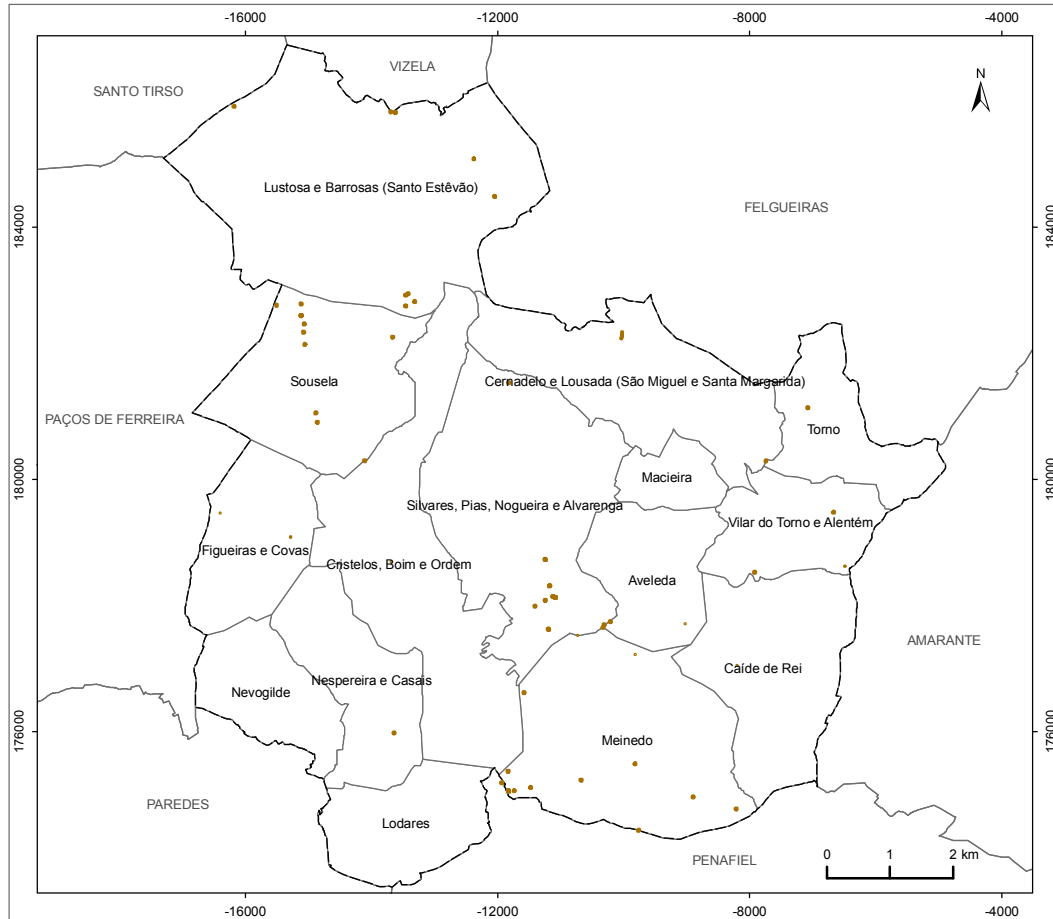 -16000
-12000
-8000
-4000
VIZELA
SANTO TIRSO
N
Lustosa e Barrosas (Santo Estêvão)
FELGUEIRAS
184000
184000
Sousela
Cernadelo e Lousada (São Miguel e Santa Margarida)
PAÇOS DE FERREIRA
Torno
Macieira
180000
180000
Silvares, Pias, Nogueira e Alvarenga
Vilar do Torno e Alentém
Figueiras e Covas
Cristelos, Boim e Ordem
Aveleda
AMARANTE
Caíde de Rei
Nespereira e Casais
Nevogilde
Meinedo
176000
176000
PAREDES
Lodares
PENAFIEL
0 1 2 km
-16000
-12000
-8000
-4000